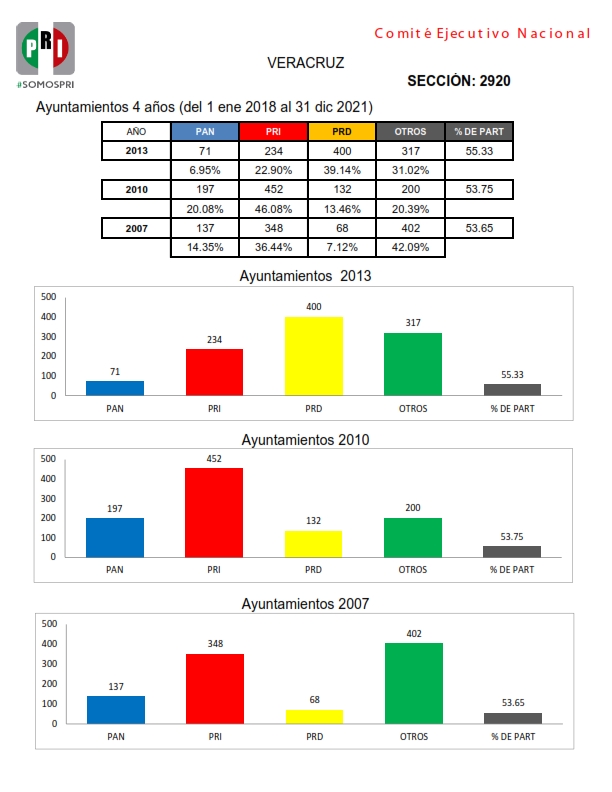 Comité Ejecutivo Nacional
PRI
#SOMOSPRI
VERACRUZ
SECCIÓN: 2920
Ayuntamientos 4 años (del 1 ene 2018 al 31 dic 2021)
AÑO PAN PRI PRD OTROS % DE PART
2013 71 234 400 317 55.33
6.95% 22.90% 39.14% 31.02%
2010 197 452 132 200 53.75
20.08% 46.08% 13.46% 20.39%
2007 137 348 68 402 53.65
14.35% 36.44% 7.12% 42.09%
Ayuntamientos 2013
500
400
300
200
100
0
71 234 400 317 55.33
PAN PRI PRD OTROS % DE PART
Ayuntamientos 2010
500
400
300
200
100
0
197 452 132 200 53.75
PAN PRI PRD OTROS % DE PART
Ayuntamientos 2007
500
400
300
200
100
0
137 348 68 402 53.65
PAN PRI PRD OTROS % DE PART